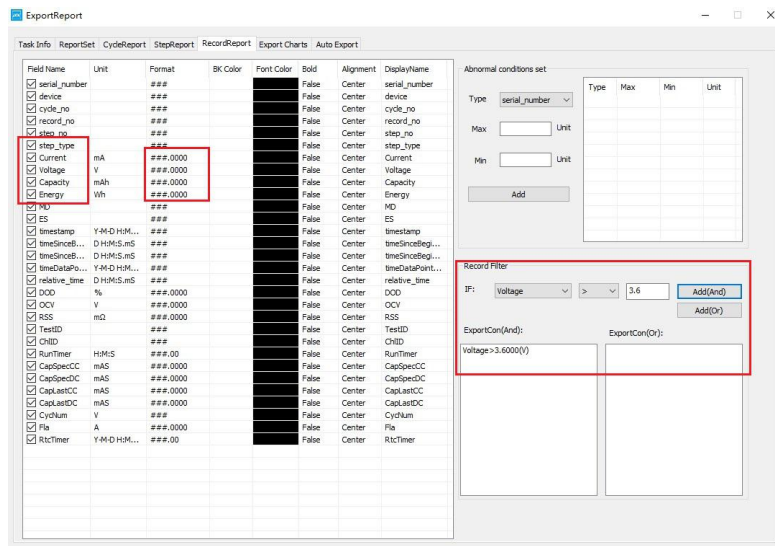 ExportReport
Task Info ReportSet CycleReport StepReport RecordReport Export Charts Auto Export
Field Name Unit Format BK Color Font Color Bold Alignment DisplayName
serial_number ### False Center serial_number
device ### False Center device
cycle_no ### False Center cycle_no
record_no ### False Center record_no
step_no ### False Center step_no
step_type ### False Center step_type
Current mA ###.0000 False Center Current
Voltage V ###.0000 False Center Voltage
Capacity mAh ###.0000 False Center Capacity
Energy Wh ###.0000 False Center Energy
MD ### False Center MD
ES ### False Center ES
timestamp Y-M-D H:M... ### False Center timestamp
timeSinceB... D H:M:S.mS ### False Center timeSinceBegi...
timeSinceB... D H:M:S.mS ### False Center timeSinceBegi...
timeDataPo... Y-M-D H:M... ### False Center timeDataPoint...
relative_time D H:M:S.mS ### False Center relative_time
DOD % ###.0000 False Center DOD
OCV V ###.0000 False Center OCV
RSS mΩ ###.0000 False Center RSS
TestID ### False Center TestID
ChlID ### False Center ChlID
RunTimer H:M:S ###.00 False Center RunTimer
CapSpecCC mAS ###.0000 False Center CapSpecCC
CapSpecDC mAS ###.0000 False Center CapSpecDC
CapLastCC mAS ###.0000 False Center CapLastCC
CapLastDC mAS ###.0000 False Center CapLastDC
CycNum V ### False Center CycNum
Fla A ###.0000 False Center Fla
RtcTimer Y-M-D H:M... ###.00 False Center RtcTimer
Abnormal conditions set
Type serial_number
Max Unit
Min Unit
Add
Type Max Min Unit
Record Filter
IF: Voltage > 3.6 Add(And)
Add(Or)
ExportCon(And): ExportCon(Or):
Voltage>3.6000(V)